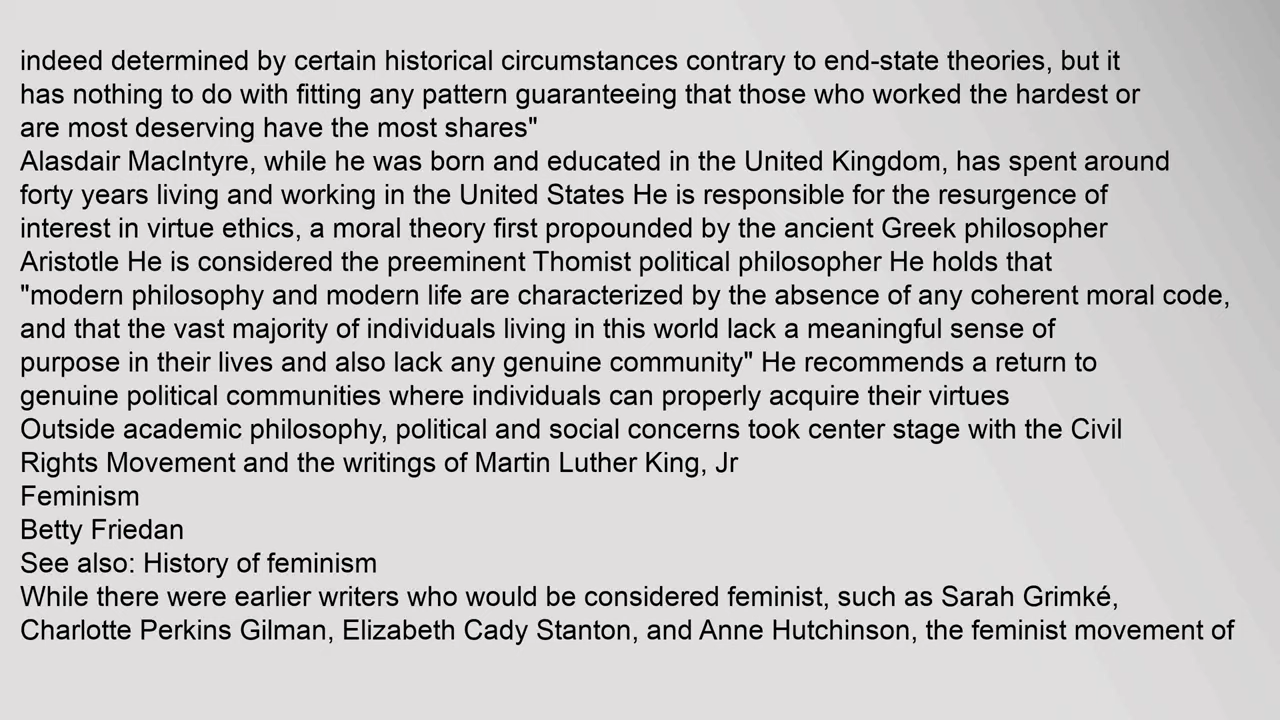 indeed determined by certain historical circumstances contrary to end-state theories, but it
has nothing to do with fitting any pattern guaranteeing that those who worked the hardest or
are most deserving have the most shares"
Alasdair MacIntyre, while he was born and educated in the United Kingdom, has spent around
forty years living and working in the United States He is responsible for the resurgence of
interest in virtue ethics, a moral theory first propounded by the ancient Greek philosopher
Aristotle He is considered the preeminent Thomist political philosopher He holds that
"modern philosophy and modern life are characterized by the absence of any coherent moral code,
and that the vast majority of individuals living in this world lack a meaningful sense of
purpose in their lives and also lack any genuine community" He recommends a return to
genuine political communities where individuals can properly acquire their virtues
Outside academic philosophy, political and social concerns took center stage with the Civil
Rights Movement and the writings of Martin Luther King, Jr
Feminism
Betty Friedan
See also: History of feminism
While there were earlier writers who would be considered feminist, such as Sarah Grimké,
Charlotte Perkins Gilman, Elizabeth Cady Stanton, and Anne Hutchinson, the feminist movement of